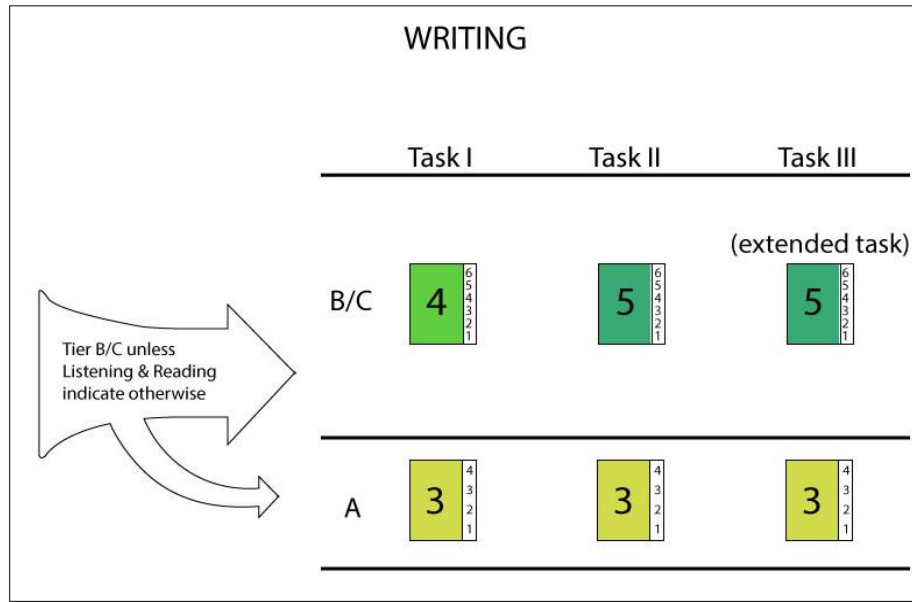 WRITING
Task I Task II Task III
(extended task)
B/C 4 6 5 4 3 2 1 5 6 5 4 3 2 1 5 6 5 4 3 2 1
Tier B/C unless
Listening & Reading
indicate otherwise
A 3 4 3 2 1 3 4 3 2 1 3 4 3 2 1